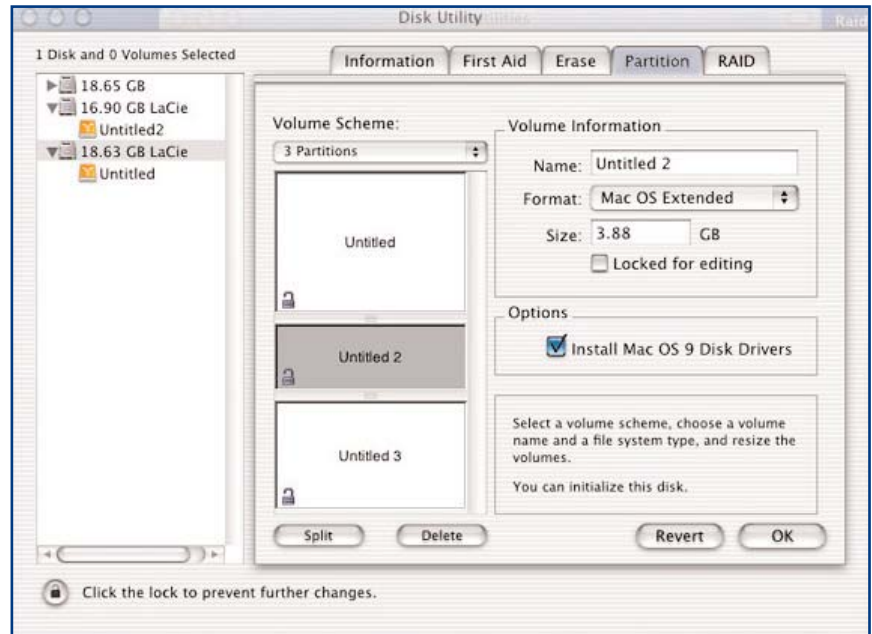 Disk Utility
Raid
1 Disk and 0 Volumes Selected
Information
First Aid
Erase
Partition
RAID
18.65 GB
16.90 GB LaCie
Untitled2
18.63 GB LaCie
Untitled
Volume Scheme:
3 Partitions
Untitled
Untitled 2
Untitled 3
Split
Delete
Volume Information
Name: Untitled 2
Format: Mac OS Extended
Size: 3.88 GB
Locked for editing
Options
Install Mac OS 9 Disk Drivers
Select a volume scheme, choose a volume
name and a file system type, and resize the
volumes.
You can initialize this disk.
Revert
OK
Click the lock to prevent further changes.